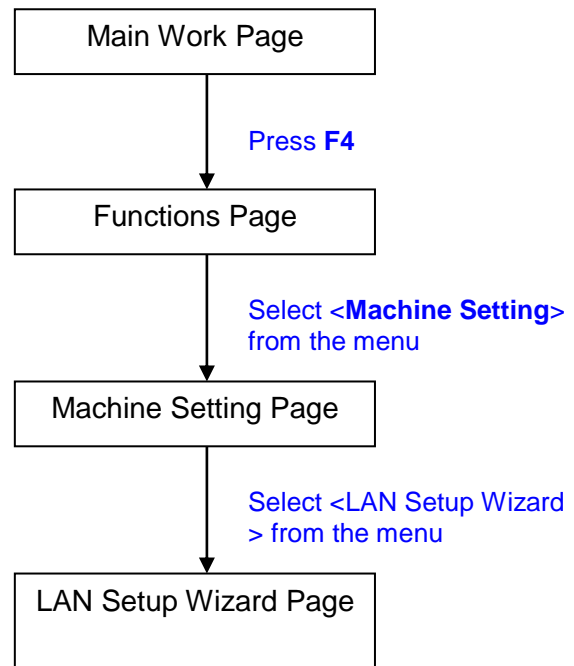 Main Work Page
Press F4
Functions Page
Select <Machine Setting>
from the menu
Machine Setting Page
Select <LAN Setup Wizard
> from the menu
LAN Setup Wizard Page